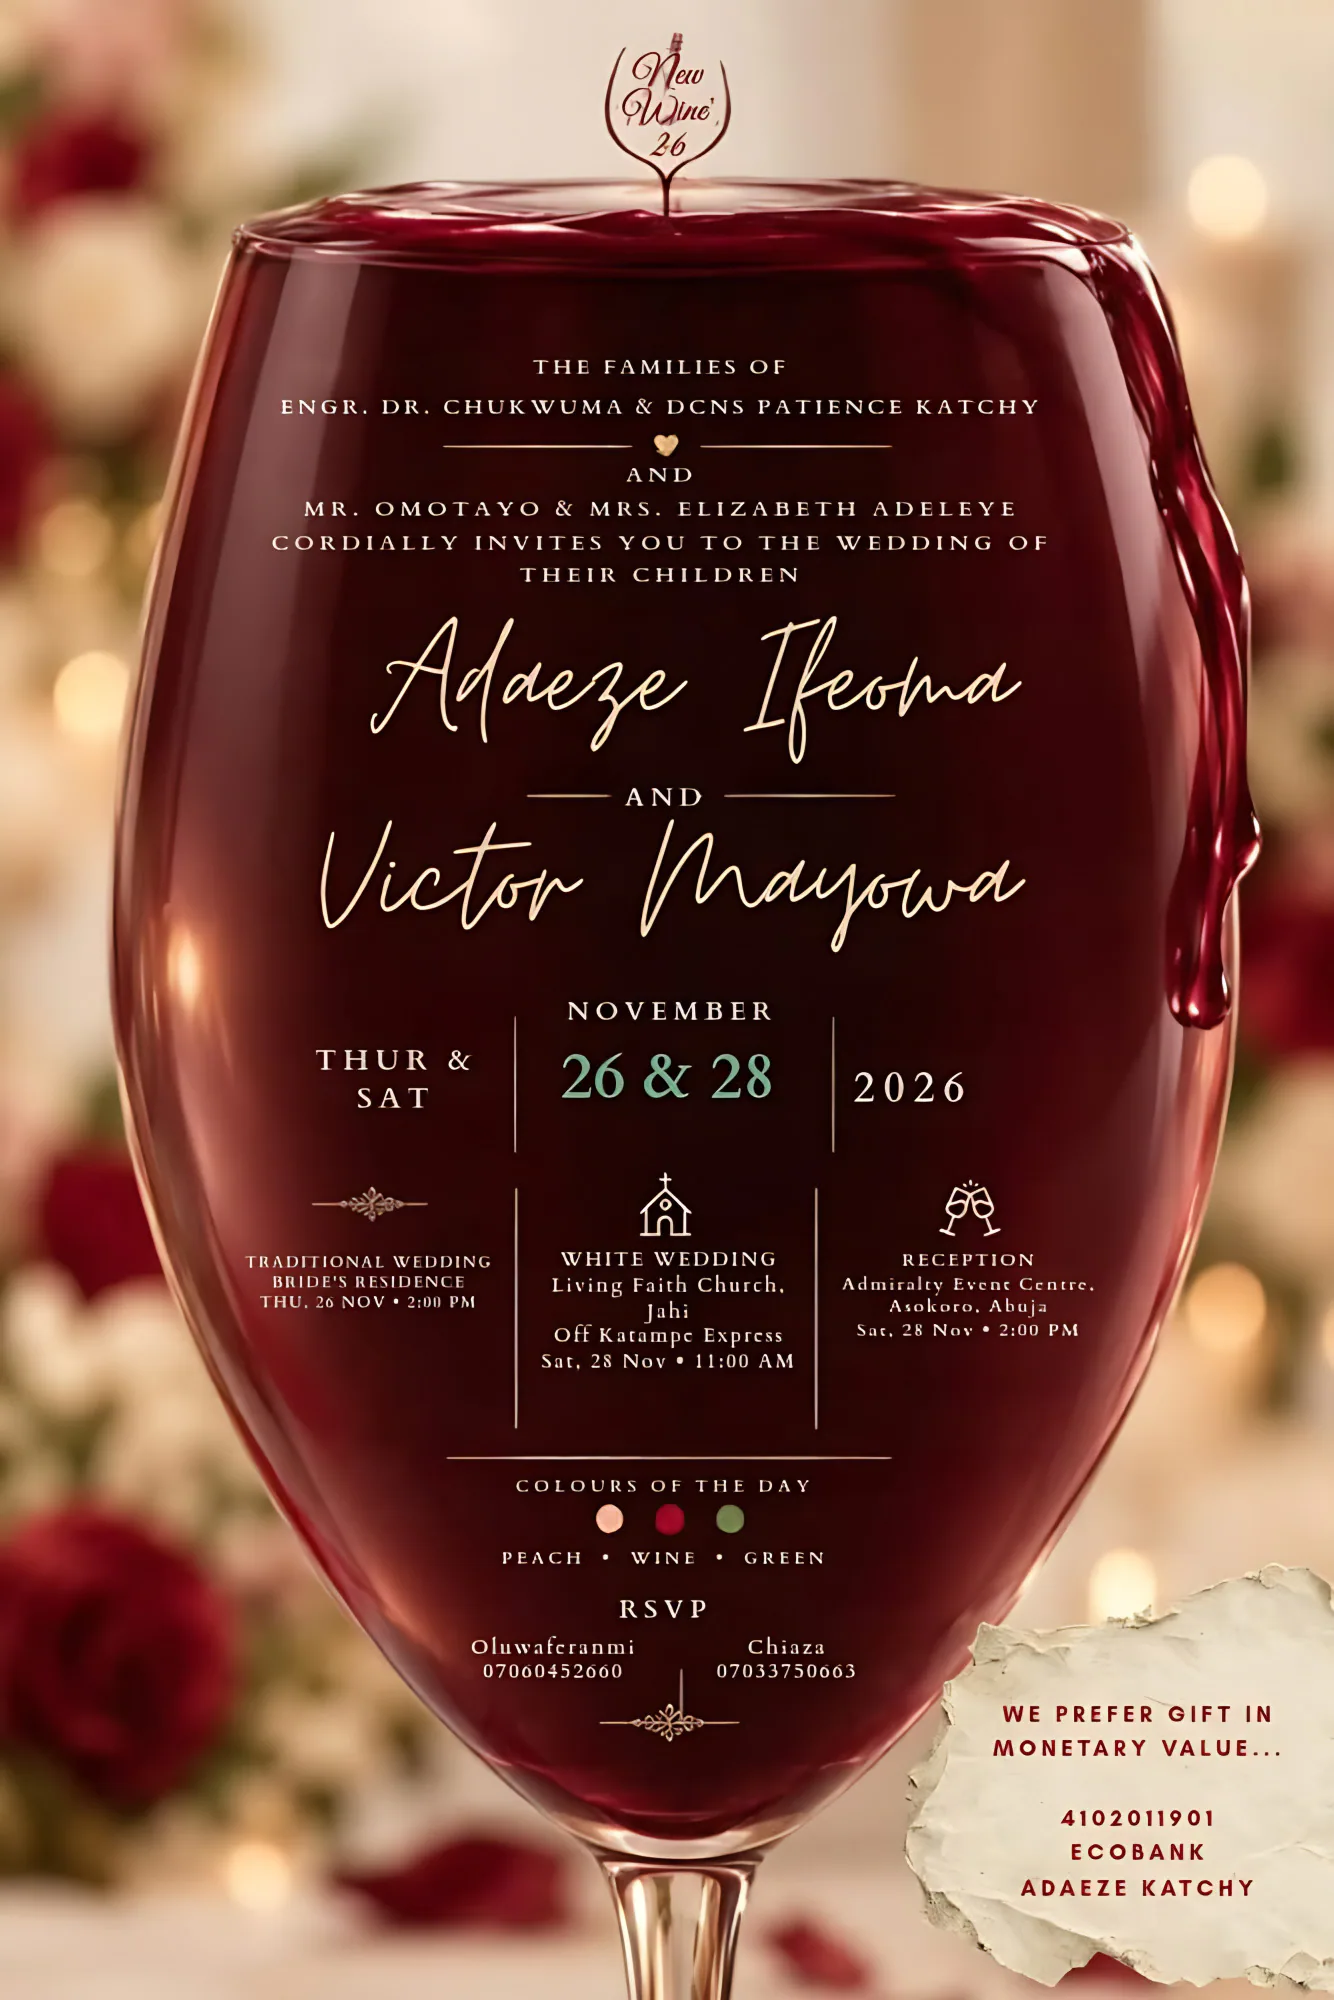 New
Wine'
26
THE FAMILIES OF
ENGR. DR. CHUKWUMA & DCNS PATIENCE KATCHY
AND
MR. OMOTAYO & MRS. ELIZABETH ADELEYE
CORDIALLY INVITES YOU TO THE WEDDING OF
THEIR CHILDREN
Adaeze Ifeoma
AND
Victor Mayowa
THUR &
SAT
NOVEMBER
26 & 28
2026
TRADITIONAL WEDDING
BRIDE'S RESIDENCE
THU, 26 NOV • 2:00 PM
WHITE WEDDING
Living Faith Church,
Jahi
Off Katampe Express
Sat, 28 Nov • 11:00 AM
RECEPTION
Admiralty Event Centre,
Asokoro, Abuja
Sat, 28 Nov • 2:00 PM
COLOURS OF THE DAY
PEACH • WINE • GREEN
RSVP
Oluwaferanmi
07060452660
Chiaza
07033750663
WE PREFER GIFT IN
MONETARY VALUE...
4102011901
ECOBANK
ADAEZE KATCHY